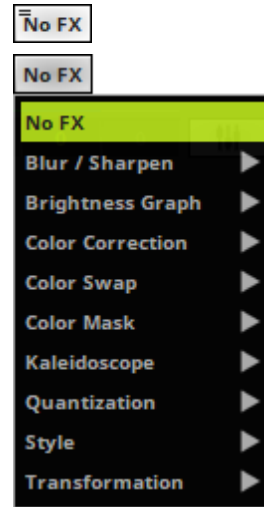 No FX
No FX
No FX
Blur / Sharpen
Brightness Graph
Color Correction
Color Swap
Color Mask
Kaleidoscope
Quantization
Style
Transformation